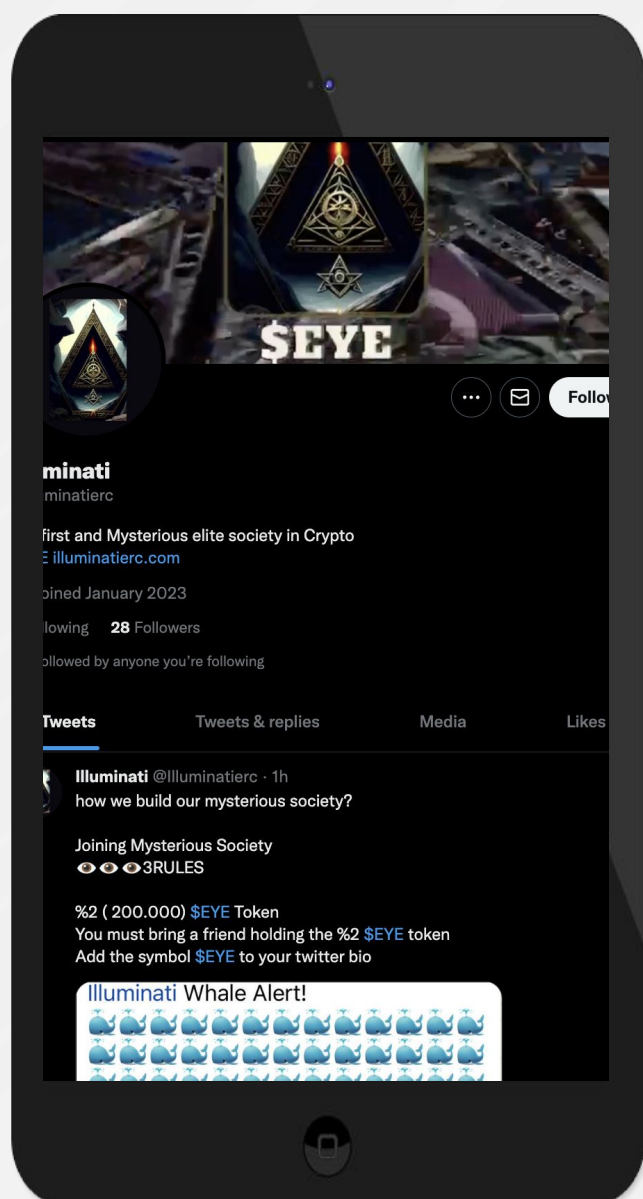 $EYE
Follow
minati
minatierc
first and Mysterious elite society in Crypto
E illuminatierc.com
oined January 2023
llowing 28 Followers
ollowed by anyone you're following
Tweets Tweets & replies Media Likes
Illuminati @Illuminatierc · 1h
how we build our mysterious society?
Joining Mysterious Society
👁👁👁3RULES
%2 ( 200.000) $EYE Token
You must bring a friend holding the %2 $EYE token
Add the symbol $EYE to your twitter bio
Illuminati Whale Alert!